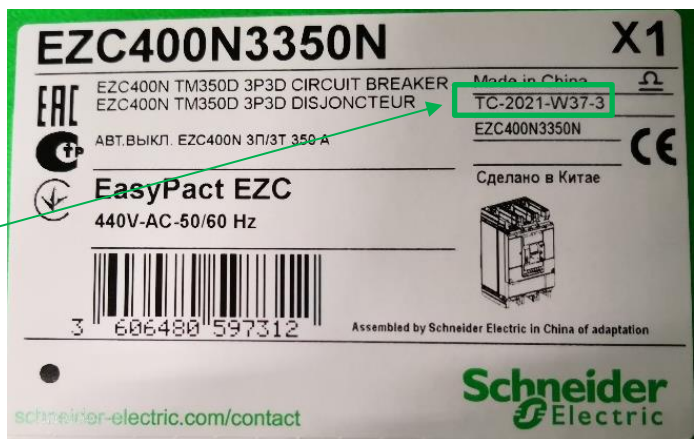 EZC400N3350N
X1
EZC400N TM350D 3P3D CIRCUIT BREAKER
EZC400N TM350D 3P3D DISJONCTEUR
Made in China
TC-2021-W37-3
EZC400N3350N
EAC
АВТ.ВЫКЛ. EZC400N 3П/3Т 350 А
CE
Сделано в Китае
EasyPact EZC
440V-AC-50/60 Hz
3 606480 597312
Assembled by Schneider Electric in China of adaptation
Schneider
Electric
schneider-electric.com/contact